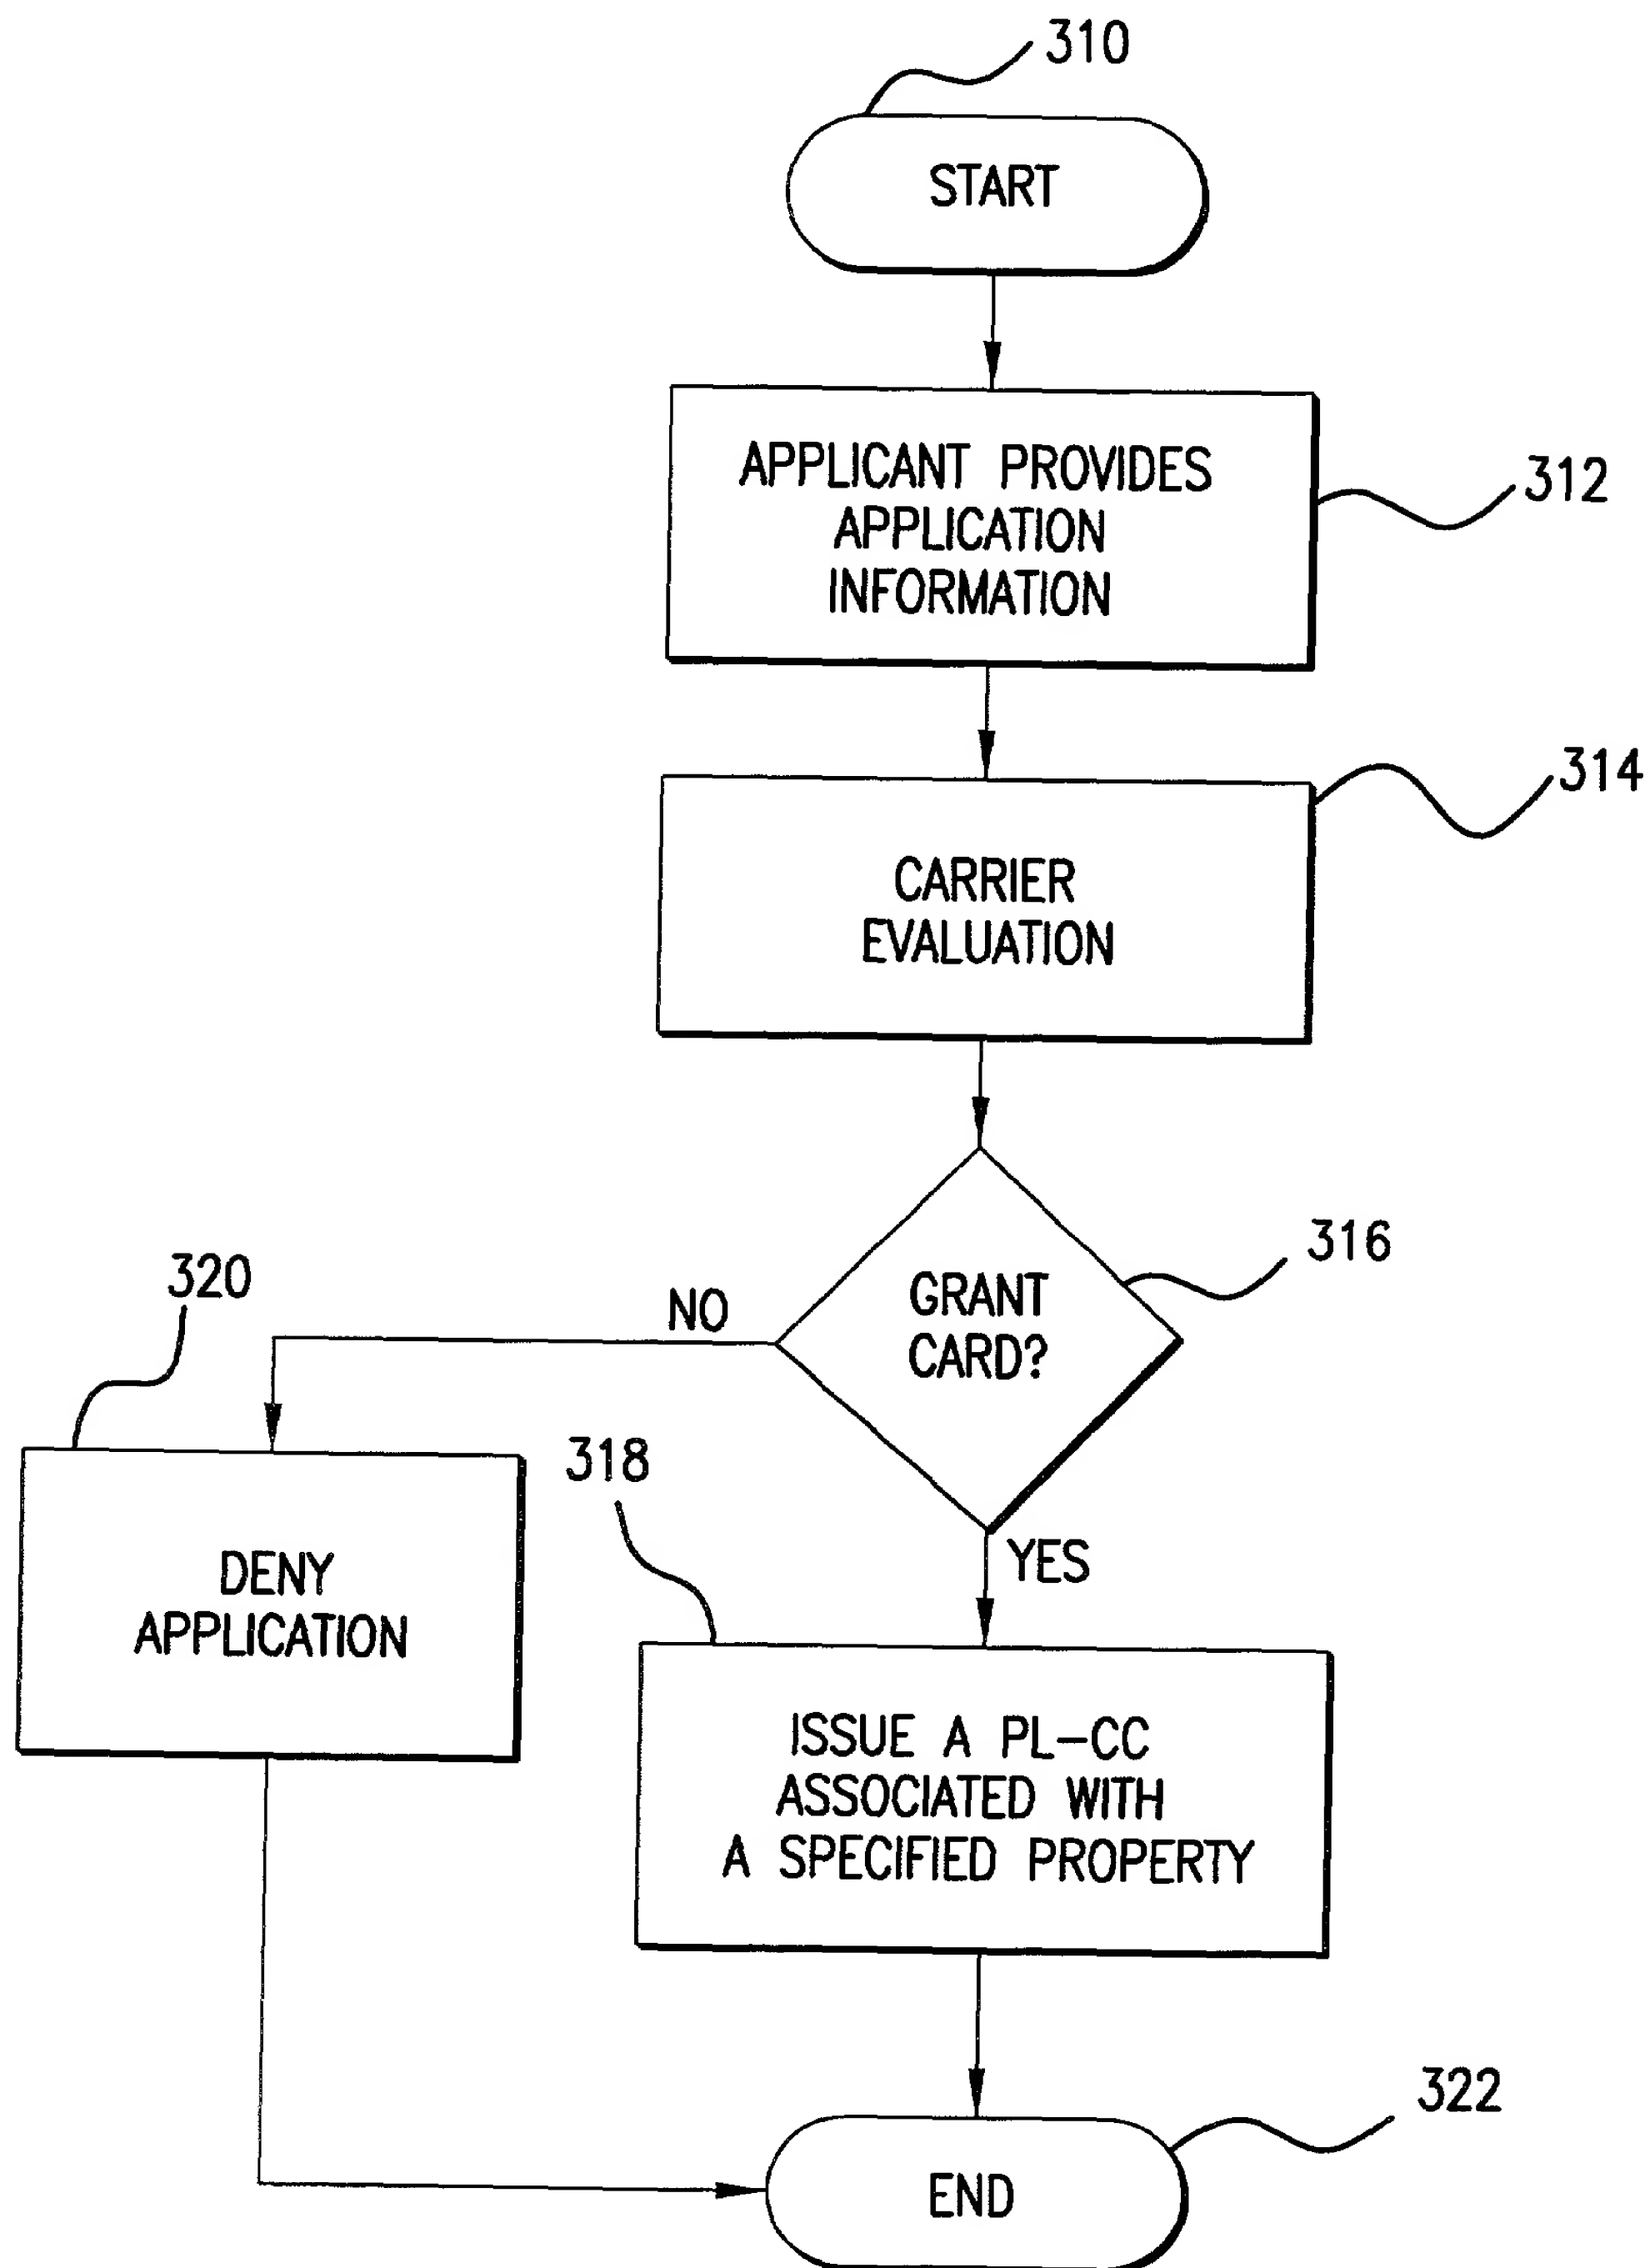 310
START
APPLICANT PROVIDES
APPLICATION
INFORMATION
312
314
CARRIER
EVALUATION
316
320
NO
GRANT
CARD?
318
YES
DENY
APPLICATION
ISSUE A PL-CC
ASSOCIATED WITH
A SPECIFIED PROPERTY
322
END